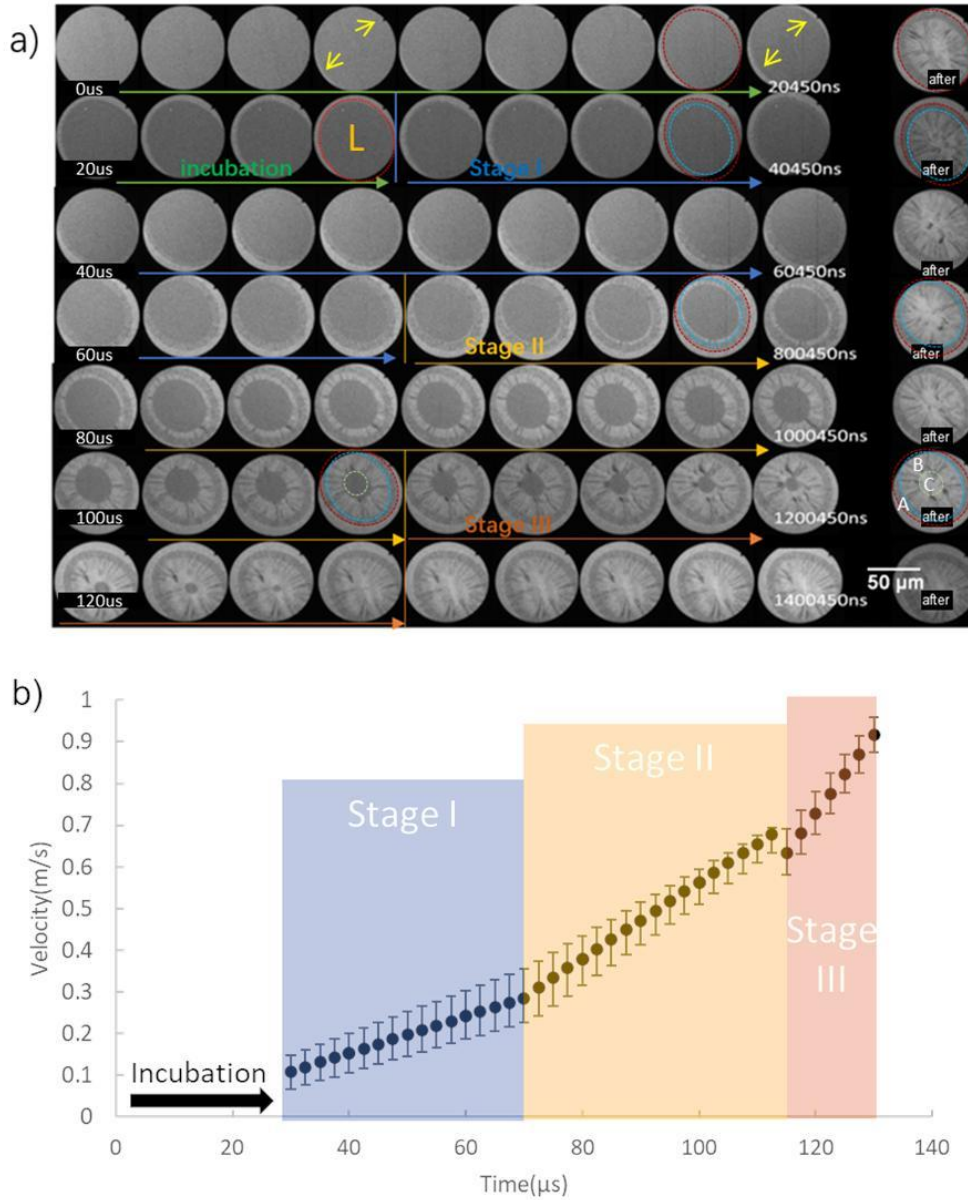 a)
0us
20450ns
after
L
20us
incubation
Stage I
40450ns
after
40us
60450ns
after
60us
Stage II
800450ns
after
80us
1000450ns
after
100us
Stage III
1200450ns
B
C
A
after
120us
1400450ns
50 µm
after
b)
1
0.9
0.8
0.7
0.6
0.5
0.4
0.3
0.2
0.1
0
Velocity(m/s)
Stage I
Stage II
Stage
III
Incubation
0 20 40 60 80 100 120 140
Time(µs)